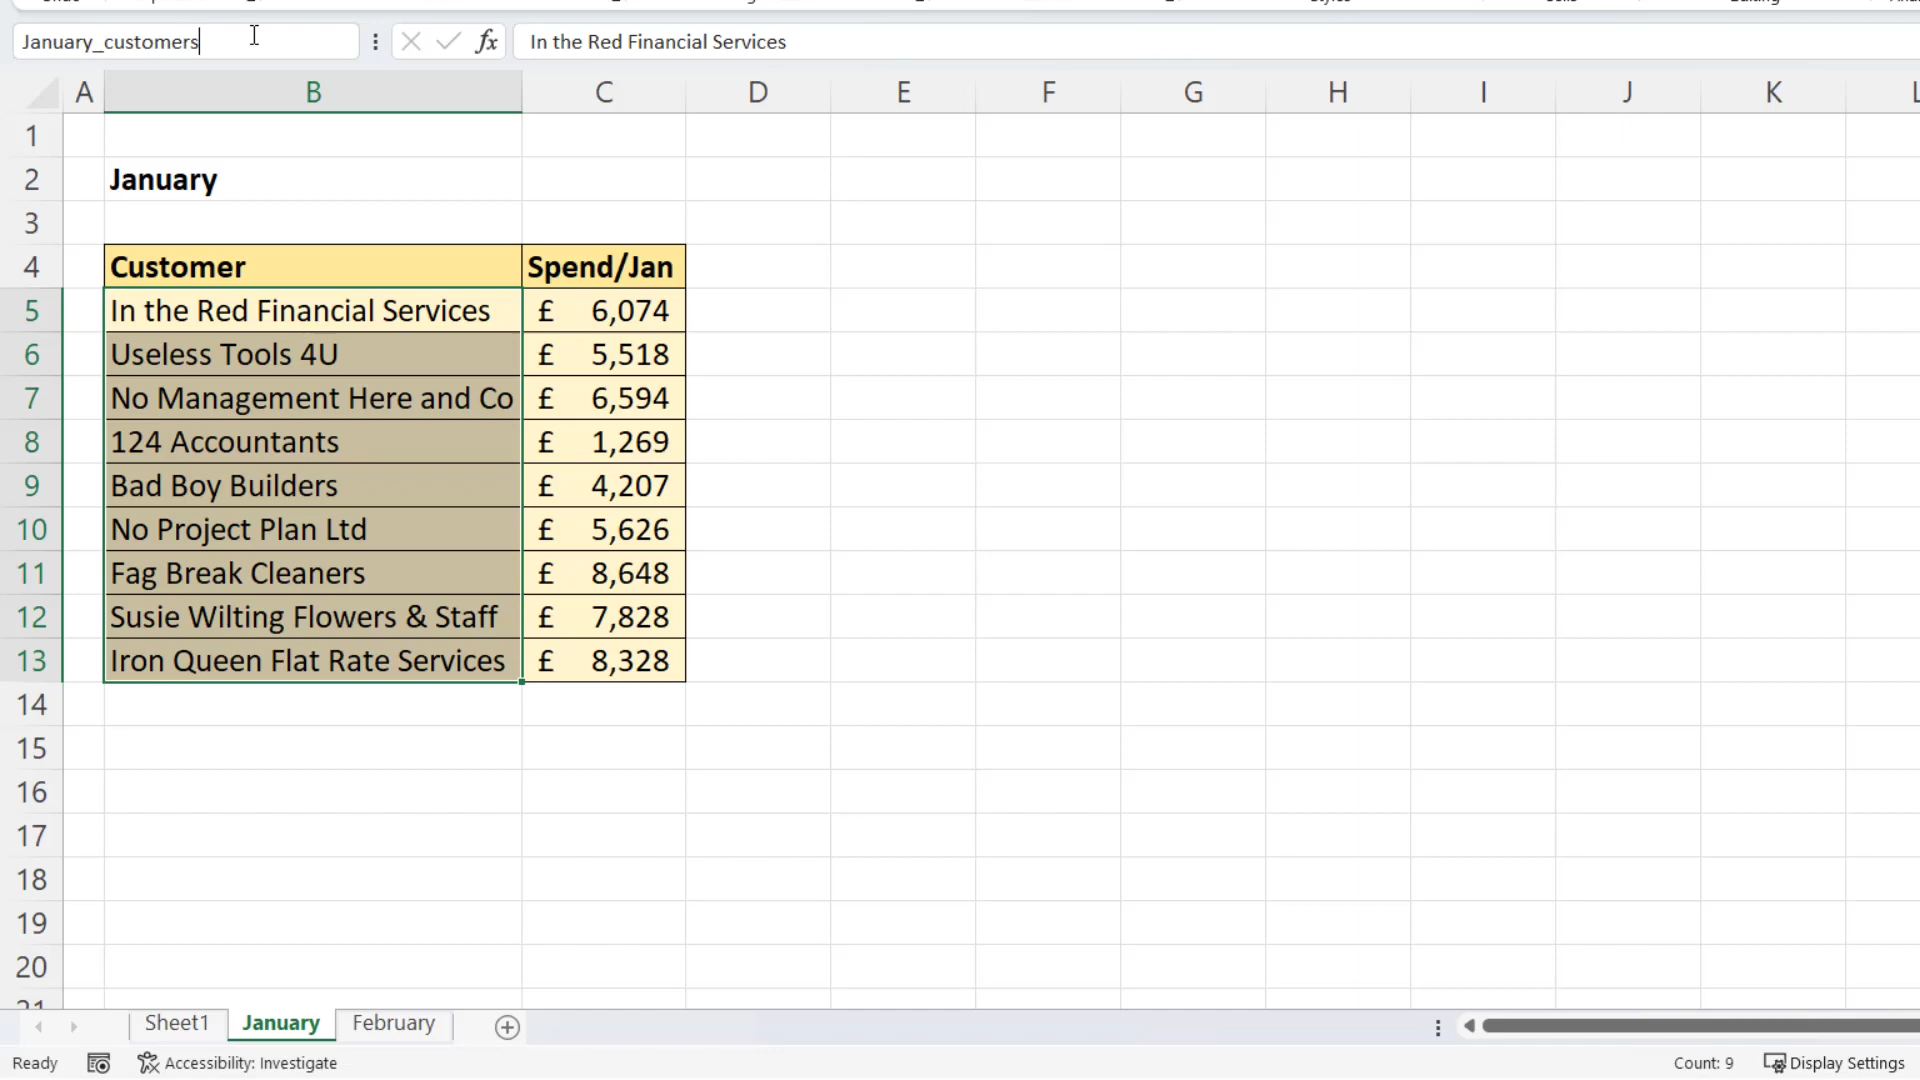 January_customers fx In the Red Financial Services
A B C D E F G H I J K L
1
2 January
3
4 Customer Spend/Jan
5 In the Red Financial Services £ 6,074
6 Useless Tools 4U £ 5,518
7 No Management Here and Co £ 6,594
8 124 Accountants £ 1,269
9 Bad Boy Builders £ 4,207
10 No Project Plan Ltd £ 5,626
11 Fag Break Cleaners £ 8,648
12 Susie Wilting Flowers & Staff £ 7,828
13 Iron Queen Flat Rate Services £ 8,328
14
15
16
17
18
19
20
21
Sheet1 January February
Ready Accessibility: Investigate Count: 9 Display Settings